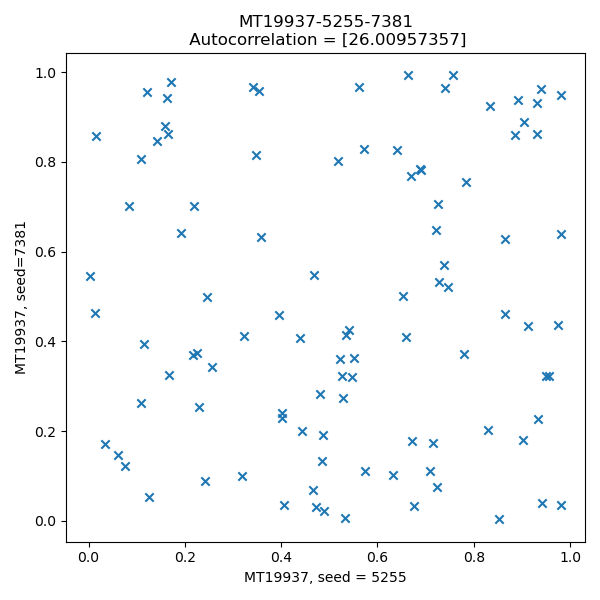 MT19937-5255-7381
Autocorrelation = [26.00957357]
1.0
0.8
0.6
0.4
0.2
0.0
MT19937, seed=7381
0.0 0.2 0.4 0.6 0.8 1.0
MT19937, seed = 5255